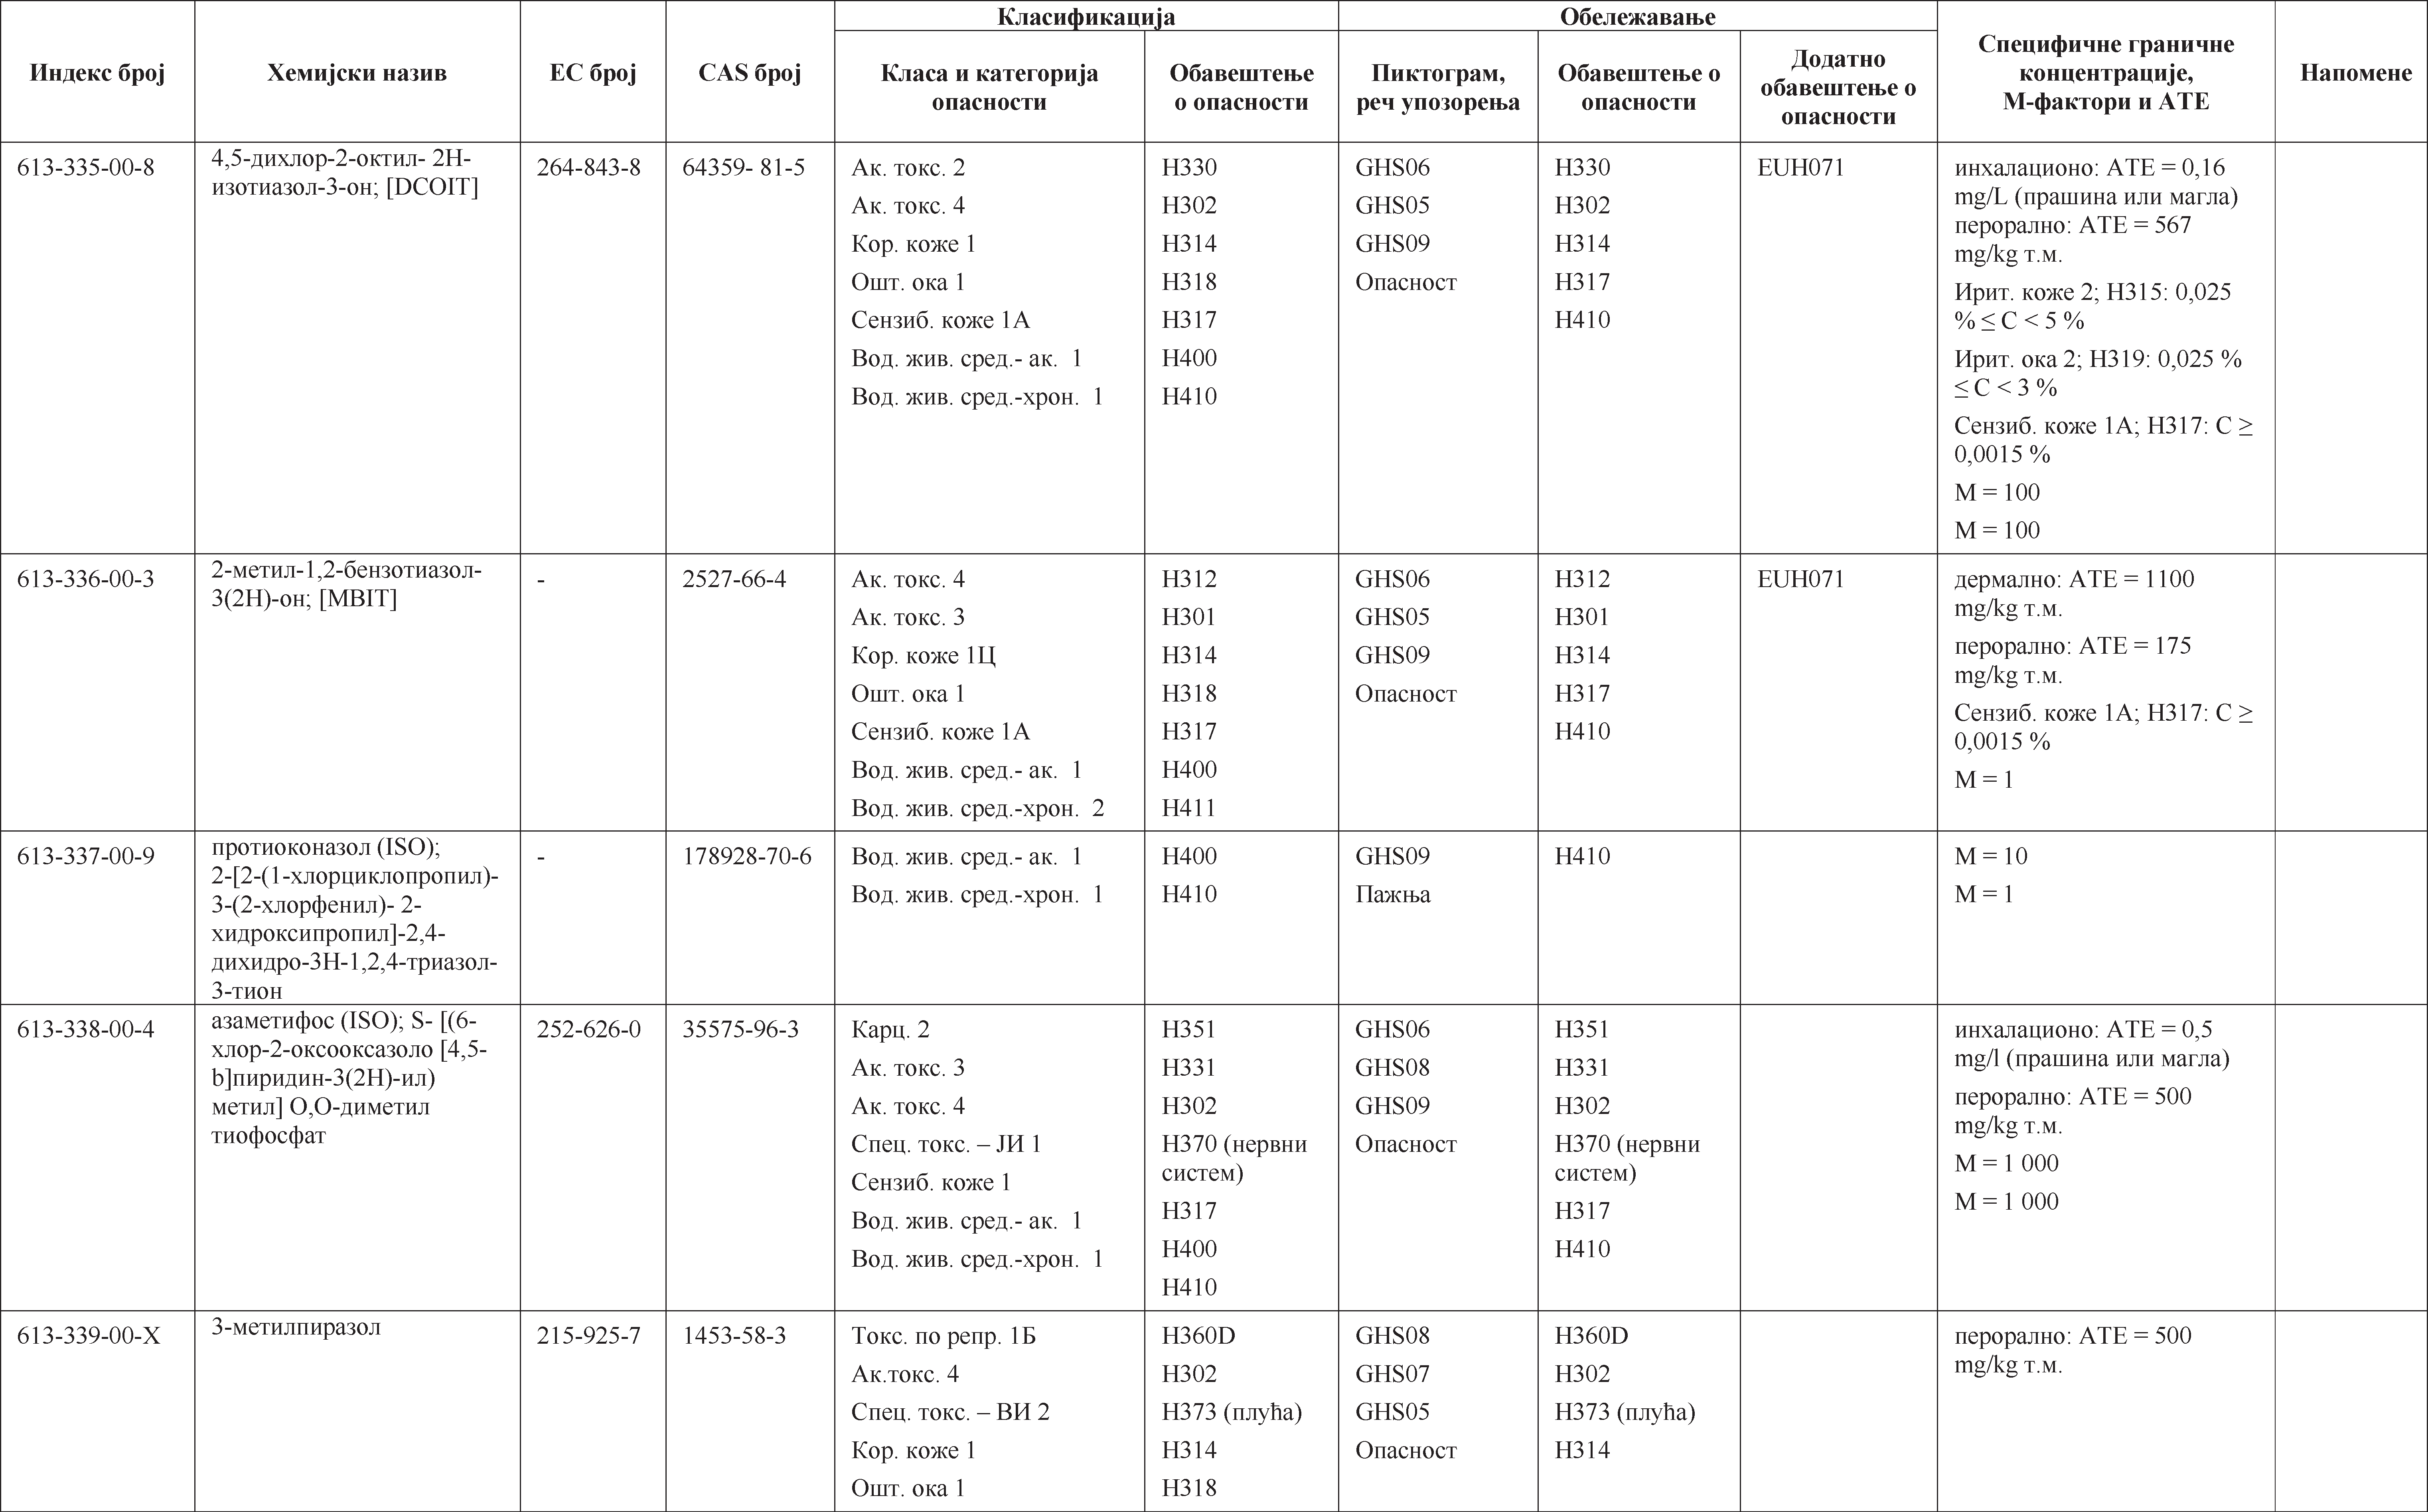 Индекс број
Хемијски назив
ЕС број
CAS број
Класификација
Класа и категорија
опасности
Обавештење
о опасности
Обележавање
Пиктограм,
реч упозорења
Обавештење о
опасности
Додатно
обавештење о
опасности
Специфичне граничне
концентрације,
М-фактори и АТЕ
Напомене
613-335-00-8
4,5-дихлор-2-октил- 2H-
изотиазол-3-он; [DCOIT]
264-843-8
64359- 81-5
Ак. токс. 2
Ак. токс. 4
Кор. коже 1
Ошт. ока 1
Сензиб. коже 1А
Вод. жив. сред.- ак. 1
Вод. жив. сред.-хрон. 1
H330
H302
H314
H318
H317
H400
H410
GHS06
GHS05
GHS09
Опасност
H330
H302
H314
H317
H410
EUH071
инхалационо: ATE = 0,16
mg/L (прашина или магла)
перорално: ATE = 567
mg/kg т.м.
Ирит. коже 2; H315: 0,025
% ≤ C < 5 %
Ирит. ока 2; H319: 0,025 %
≤ C < 3 %
Сензиб. коже 1А; H317: C ≥
0,0015 %
M = 100
M = 100
613-336-00-3
2-метил-1,2-бензотиазол-
3(2H)-он; [MBIT]
-
2527-66-4
Ак. токс. 4
Ак. токс. 3
Кор. коже 1Ц
Ошт. ока 1
Сензиб. коже 1А
Вод. жив. сред.- ак. 1
Вод. жив. сред.-хрон. 2
H312
H301
H314
H318
H317
H400
H411
GHS06
GHS05
GHS09
Опасност
H312
H301
H314
H317
H410
EUH071
дермално: ATE = 1100
mg/kg т.м.
перорално: ATE = 175
mg/kg т.м.
Сензиб. коже 1А; H317: C ≥
0,0015 %
M = 1
613-337-00-9
протиоконазол (ISO);
2-[2-(1-хлорциклопропил)-
3-(2-хлорфенил)- 2-
хидроксипропил]-2,4-
дихидро-3H-1,2,4-триазол-
3-тион
-
178928-70-6
Вод. жив. сред.- ак. 1
Вод. жив. сред.-хрон. 1
H400
H410
GHS09
Пажња
H410
M = 10
M = 1
613-338-00-4
азаметифос (ISO); S- [(6-
хлор-2-оксооксазоло [4,5-
b]пиридин-3(2H)-ил)
метил] O,O-диметил
тиофосфат
252-626-0
35575-96-3
Карц. 2
Ак. токс. 3
Ак. токс. 4
Спец. токс. – ЈИ 1
Сензиб. коже 1
Вод. жив. сред.- ак. 1
Вод. жив. сред.-хрон. 1
H351
H331
H302
H370 (нервни
систем)
H317
H400
H410
GHS06
GHS08
GHS09
Опасност
H351
H331
H302
H370 (нервни
систем)
H317
H410
инхалационо: ATE = 0,5
mg/l (прашина или магла)
перорално: ATE = 500
mg/kg т.м.
M = 1 000
M = 1 000
613-339-00-X
3-метилпиразол
215-925-7
1453-58-3
Токс. по репр. 1Б
Ак.токс. 4
Спец. токс. – ВИ 2
Кор. коже 1
Ошт. ока 1
H360D
H302
H373 (плућа)
H314
H318
GHS08
GHS07
GHS05
Опасност
H360D
H302
H373 (плућа)
H314
перорално: ATE = 500
mg/kg т.м.